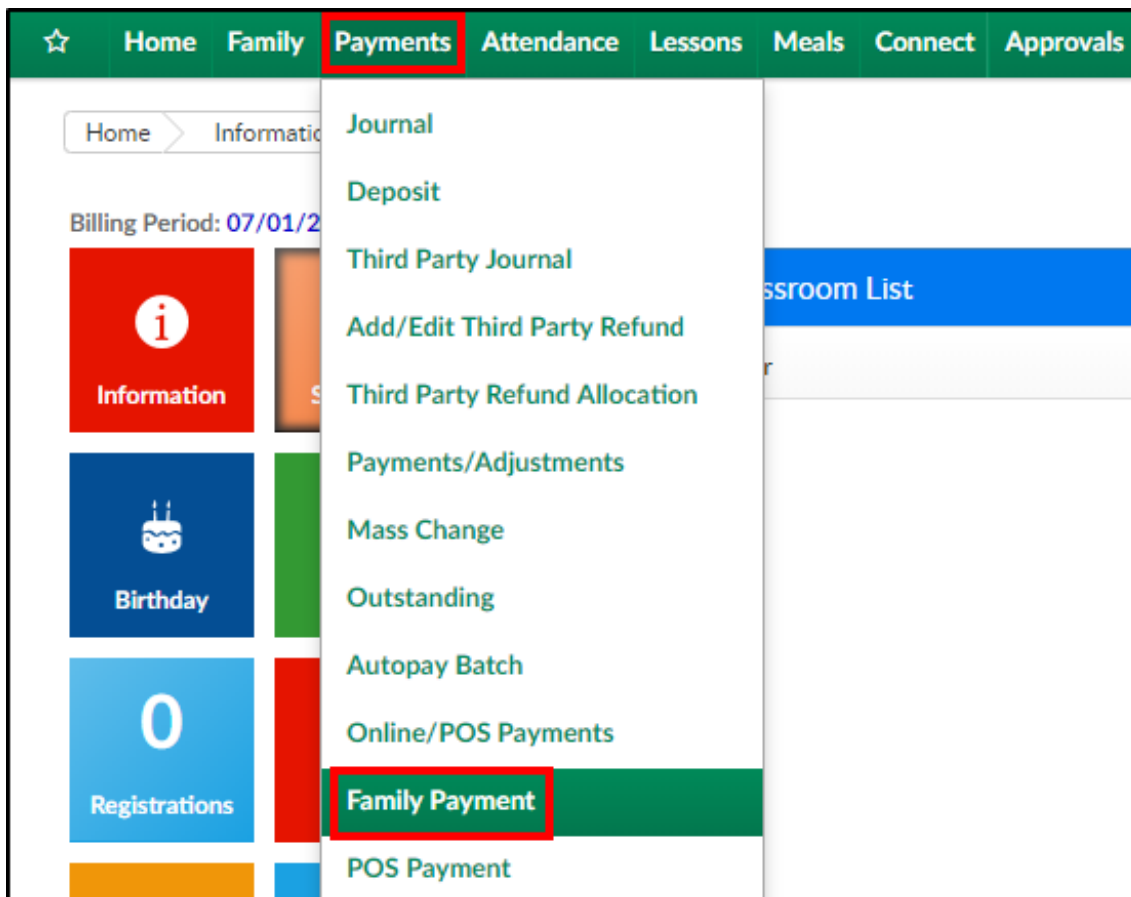 Home Family Payments Attendance Lessons Meals Connect Approvals
Home
Billing Period: 07/01/2
Information
Birthday
0
Registrations
Journal
Deposit
Third Party Journal
Add/Edit Third Party Refund
Third Party Refund Allocation
Payments/Adjustments
Mass Change
Outstanding
Autopay Batch
Online/POS Payments
Family Payment
POS Payment
ssroom List
r